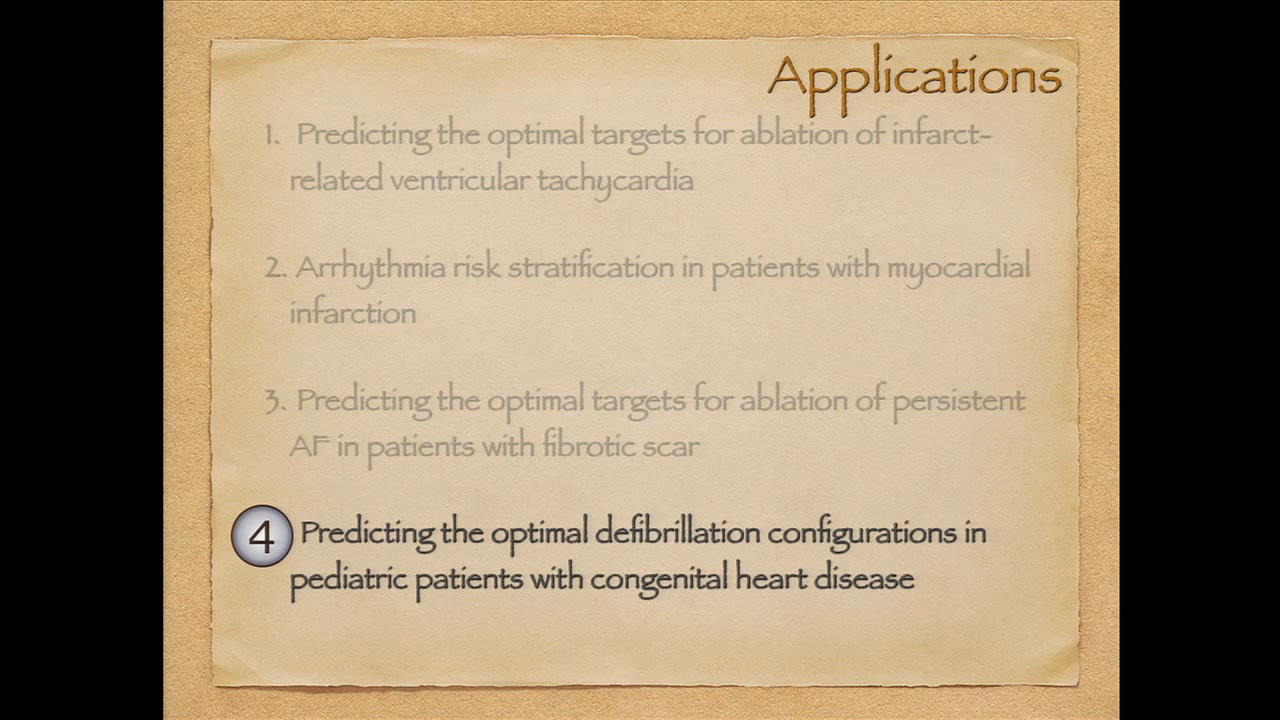 Applications
1. Predicting the optimal targets for ablation of infarct-
related ventricular tachycardia
2. Arrhythmia risk stratification in patients with myocardial
infarction
3. Predicting the optimal targets for ablation of persistent
AF in patients with fibrotic scar
4 Predicting the optimal defibrillation configurations in
pediatric patients with congenital heart disease